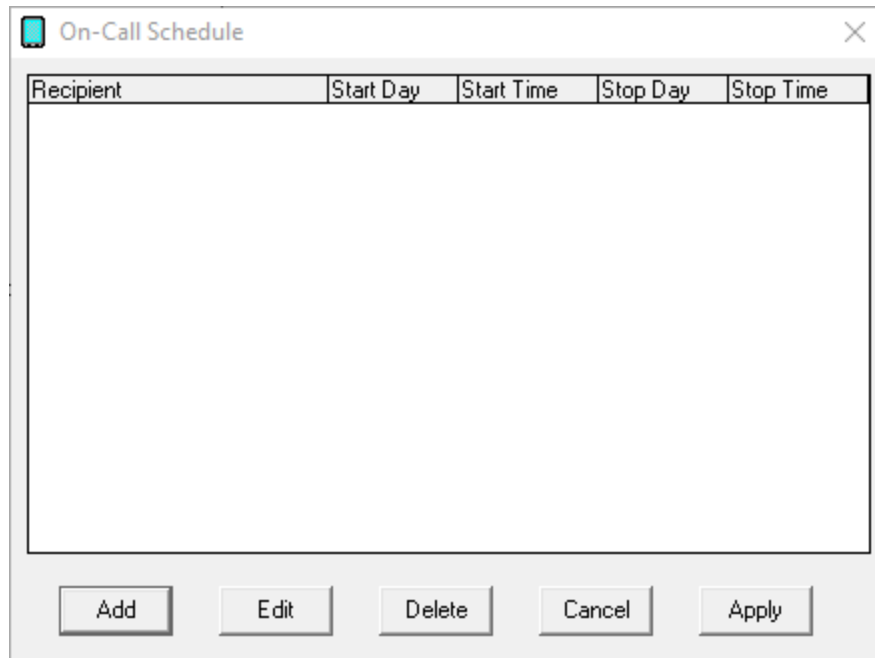 On-Call Schedule
Recipient Start Day Start Time Stop Day Stop Time
Add Edit Delete Cancel Apply